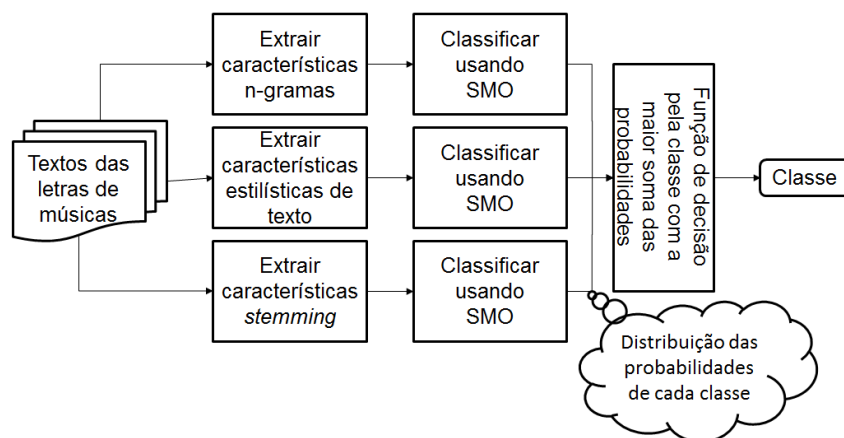 Textos das
letras de
músicas
Extrair
características
n-gramas
Classificar
usando
SMO
Extrair
características
estilísticas de
texto
Classificar
usando
SMO
Extrair
características
stemming
Classificar
usando
SMO
Função de decisão
pela classe com a
maior soma das
probabilidades
Classe
Distribuição das
probabilidades
de cada classe